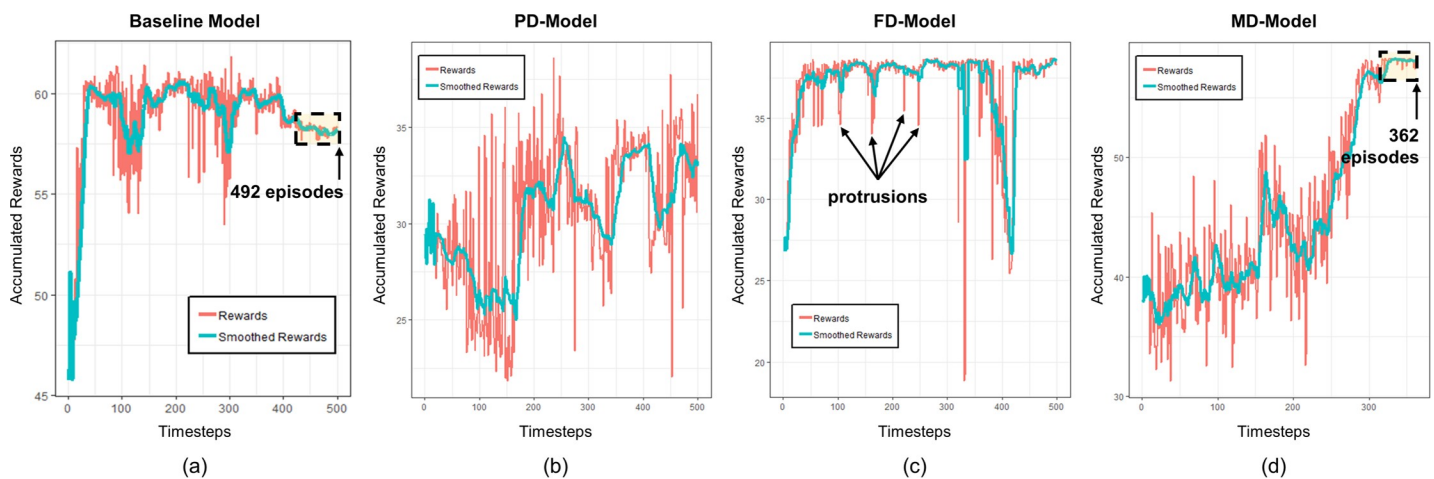 Baseline Model
Accumulated Rewards
60
55
50
45
492 episodes
Rewards
Smoothed Rewards
0 100 200 300 400 500
Timesteps
(a)
PD-Model
Accumulated Rewards
Rewards
Smoothed Rewards
35
30
25
0 100 200 300 400 500
Timesteps
(b)
FD-Model
Accumulated Rewards
35
30
25
20
protrusions
Rewards
Smoothed Rewards
0 100 200 300 400 500
Timesteps
(c)
MD-Model
Accumulated Rewards
Rewards
Smoothed Rewards
50
40
30
362
episodes
0 100 200 300
Timesteps
(d)